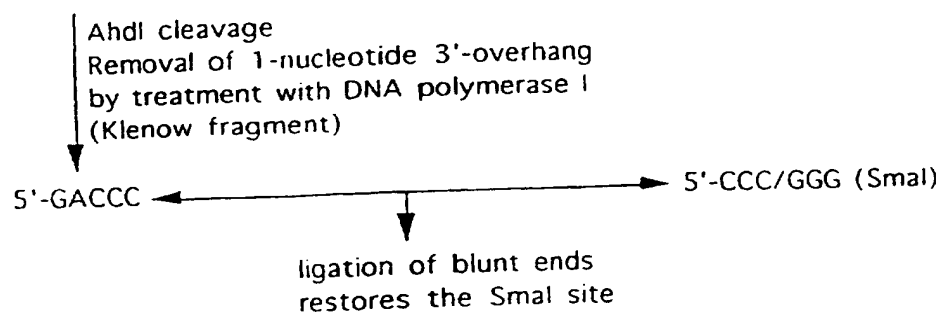 AhdI cleavage
Removal of 1-nucleotide 3'-overhang
by treatment with DNA polymerase I
(Klenow fragment)
5'-GACCC
5'-CCC/GGG (SmaI)
ligation of blunt ends
restores the SmaI site